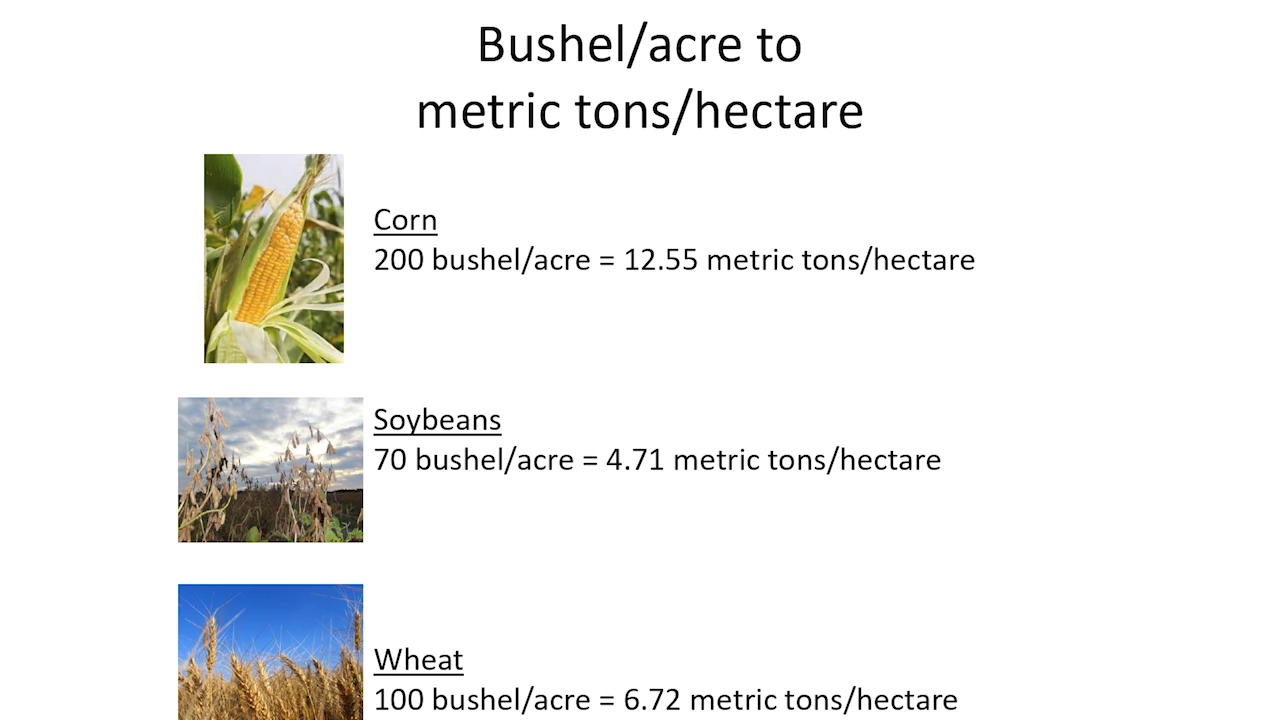 Bushel/acre to
metric tons/hectare
Corn
200 bushel/acre = 12.55 metric tons/hectare
Soybeans
70 bushel/acre = 4.71 metric tons/hectare
Wheat
100 bushel/acre = 6.72 metric tons/hectare